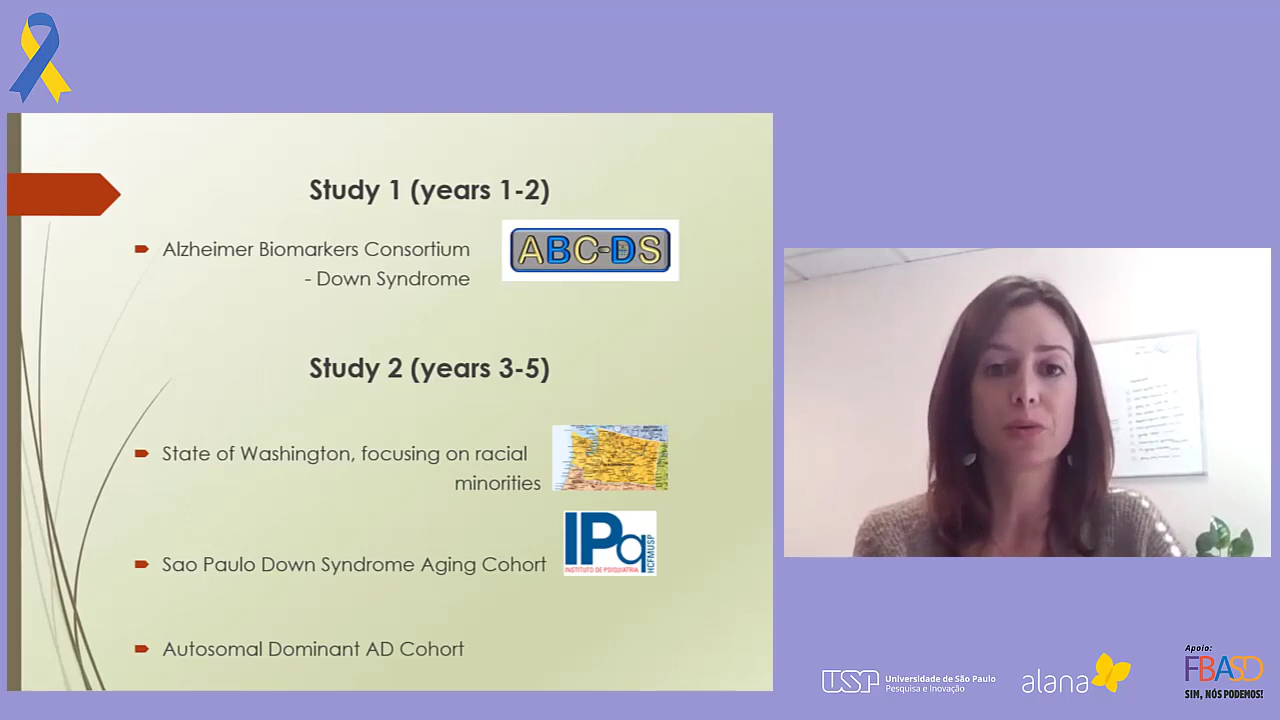 Study 1 (years 1-2)
Alzheimer Biomarkers Consortium
- Down Syndrome
ABC-DS
Study 2 (years 3-5)
State of Washington, focusing on racial
minorities
IPq
HCFMUSP
INSTITUTO DE PSIQUIATRIA
Sao Paulo Down Syndrome Aging Cohort
Autosomal Dominant AD Cohort
USP Universidade de São Paulo
Pesquisa e Inovação
alana
Apoio:
FBASD
SIM, NÓS PODEMOS!